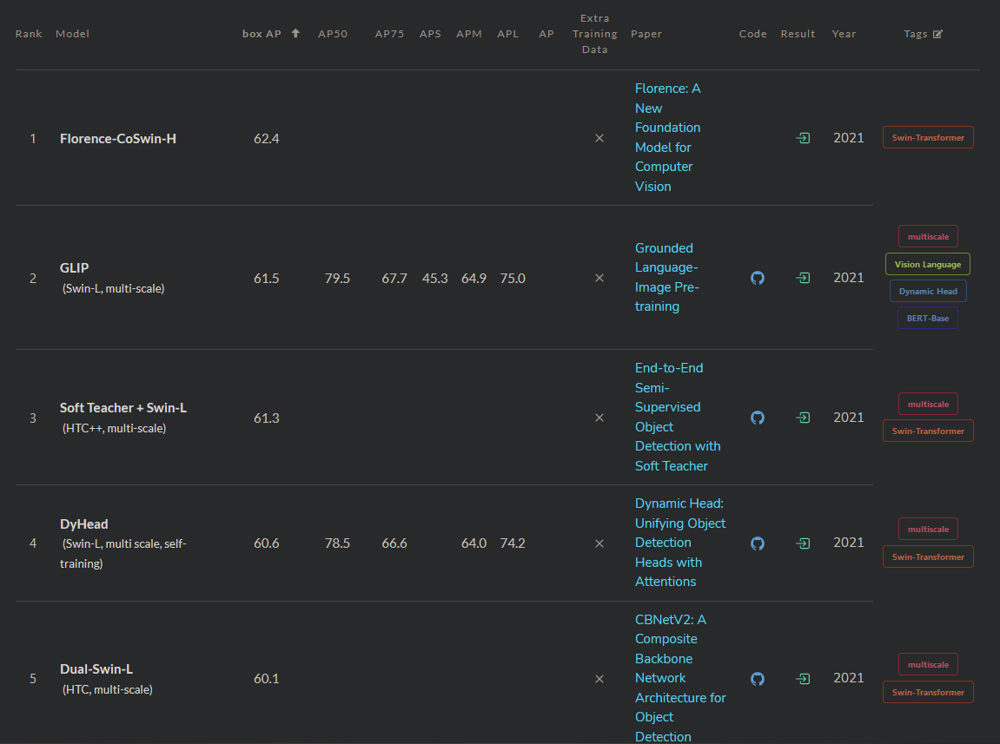 Rank Model box AP AP50 AP75 APS APM APL AP Extra Training Data Paper Code Result Year Tags
1 Florence-CoSwin-H 62.4 × Florence: A New Foundation Model for Computer Vision 2021 Swin-Transformer
2 GLIP (Swin-L, multi-scale) 61.5 79.5 67.7 45.3 64.9 75.0 × Grounded Language-Image Pre-training 2021 multiscale Vision Language Dynamic Head BERT-Base
3 Soft Teacher + Swin-L (HTC++, multi-scale) 61.3 × End-to-End Semi-Supervised Object Detection with Soft Teacher 2021 multiscale Swin-Transformer
4 DyHead (Swin-L, multi scale, self-training) 60.6 78.5 66.6 64.0 74.2 × Dynamic Head: Unifying Object Detection Heads with Attentions 2021 multiscale Swin-Transformer
5 Dual-Swin-L (HTC, multi-scale) 60.1 × CBNetV2: A Composite Backbone Network Architecture for Object Detection 2021 multiscale Swin-Transformer